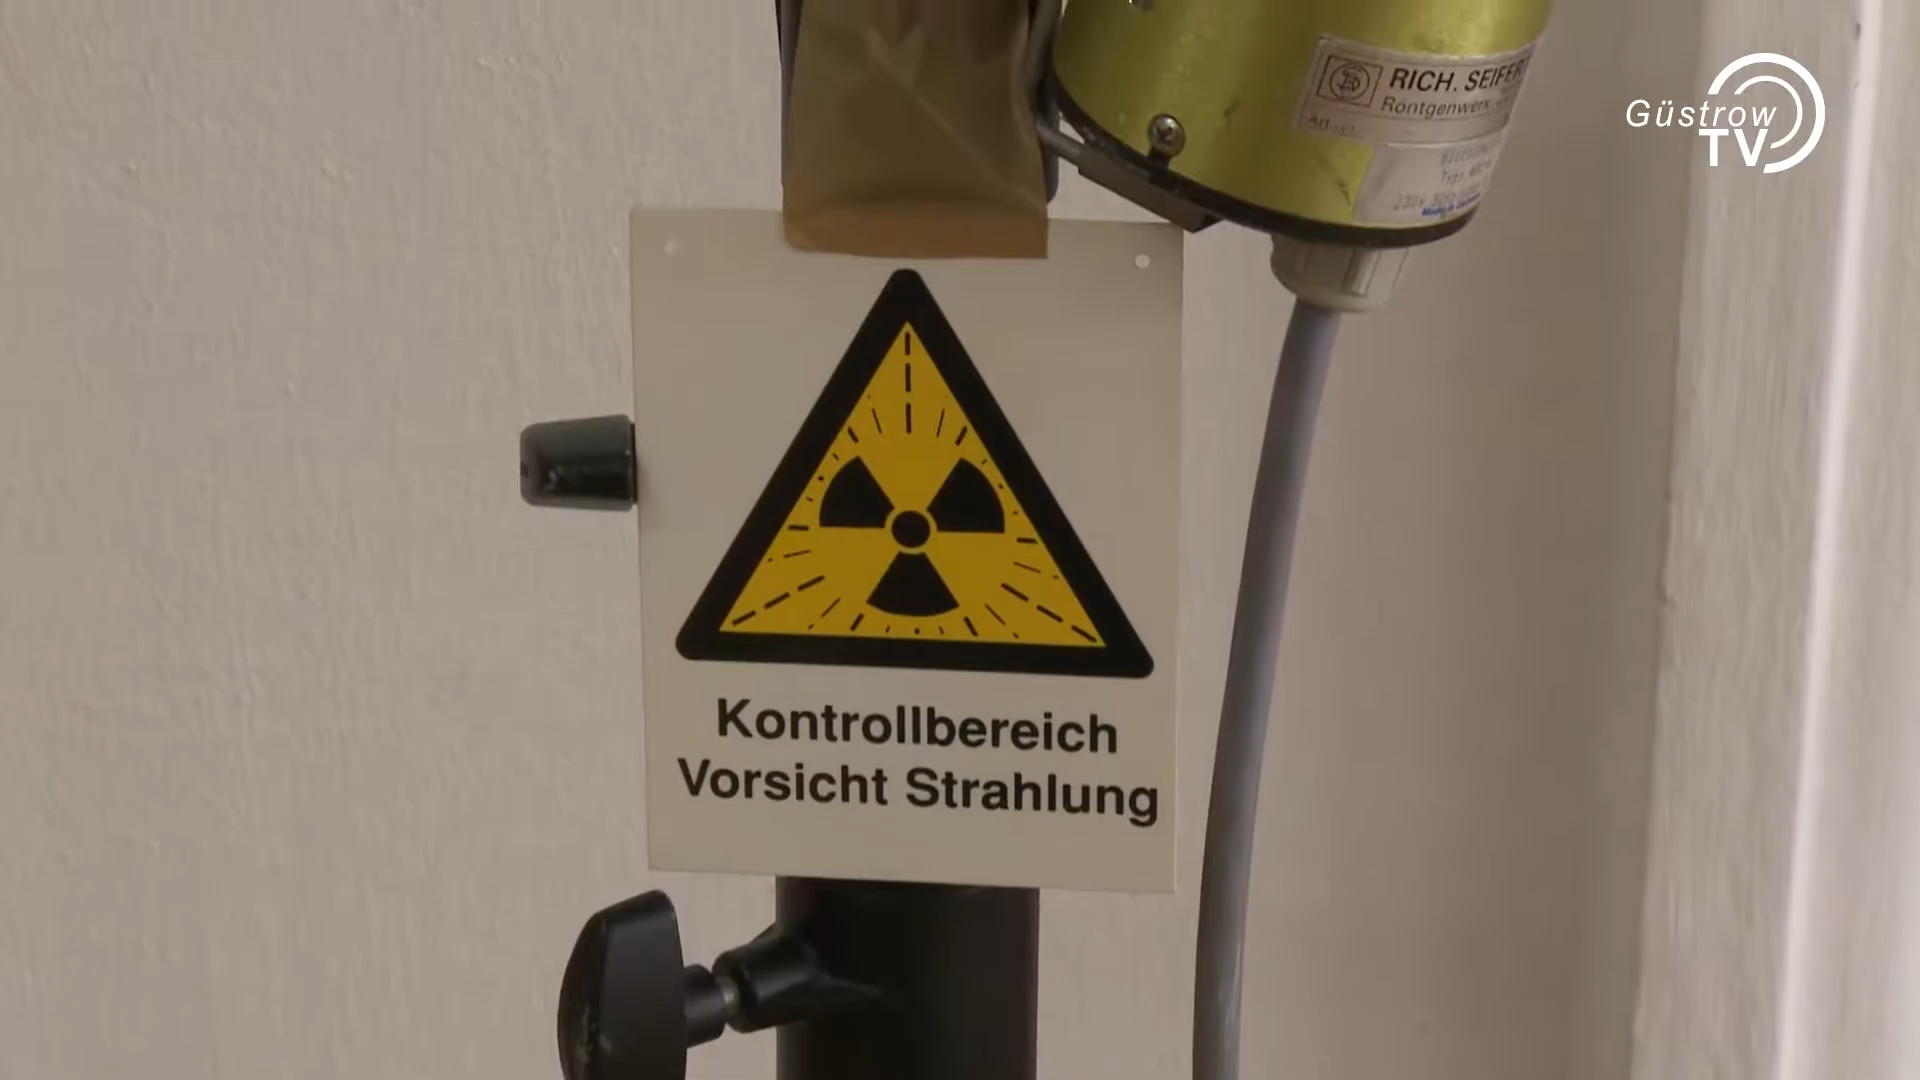 RICH. SEIFERT
Röntgenwerk
Güstrow
TV
Kontrollbereich
Vorsicht Strahlung